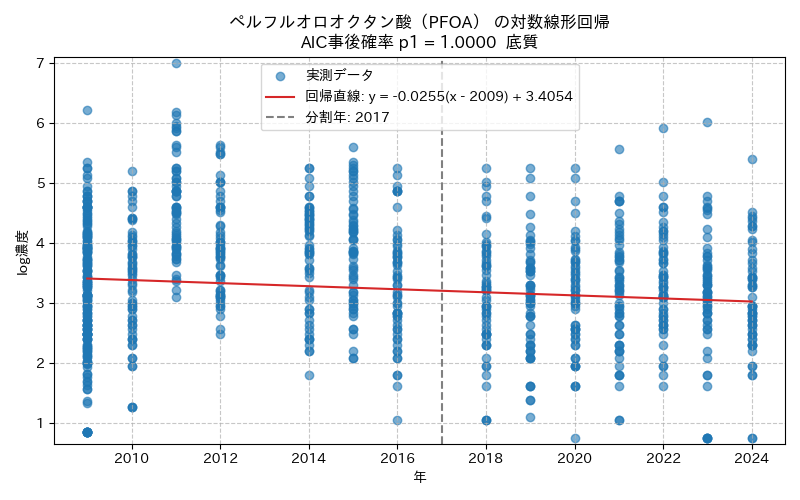 ペルフルオロオクタン酸（PFOA） の対数線形回帰
AIC事後確率 p1 = 1.0000  底質
実測データ
回帰直線: y = -0.0255(x - 2009) + 3.4054
分割年: 2017
log濃度
7
6
5
4
3
2
1
2010
2012
2014
2016
2018
2020
2022
2024
年